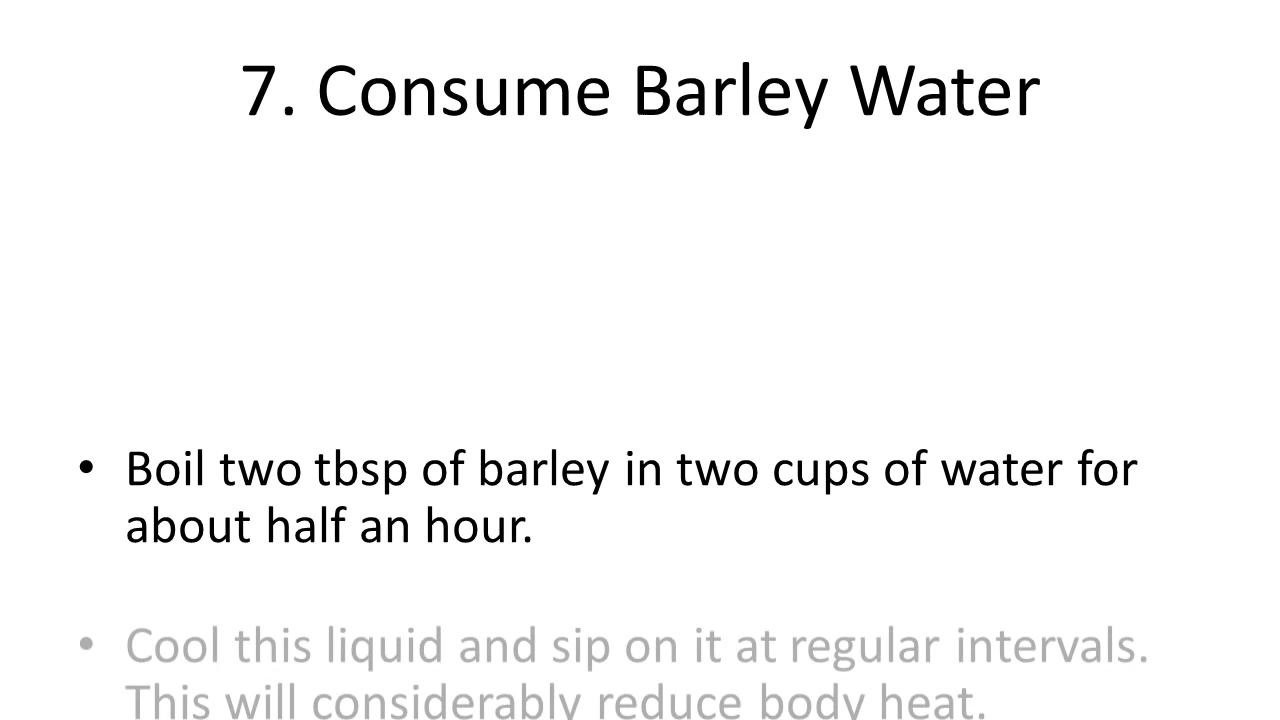 7. Consume Barley Water
• Boil two tbsp of barley in two cups of water for
about half an hour.
• Cool this liquid and sip on it at regular intervals.
This will considerably reduce body heat.